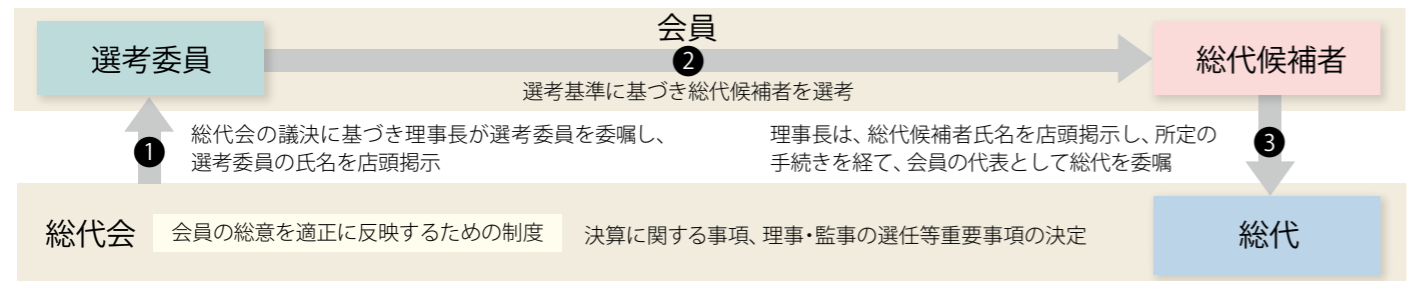 会員
選考委員
❷
総代候補者
選考基準に基づき総代候補者を選考
❶
総代会の議決に基づき理事長が選考委員を委嘱し、
選考委員の氏名を店頭掲示
理事長は、総代候補者氏名を店頭掲示し、所定の
手続きを経て、会員の代表として総代を委嘱
❸
総代会
会員の総意を適正に反映するための制度
決算に関する事項、理事・監事の選任等重要事項の決定
総代